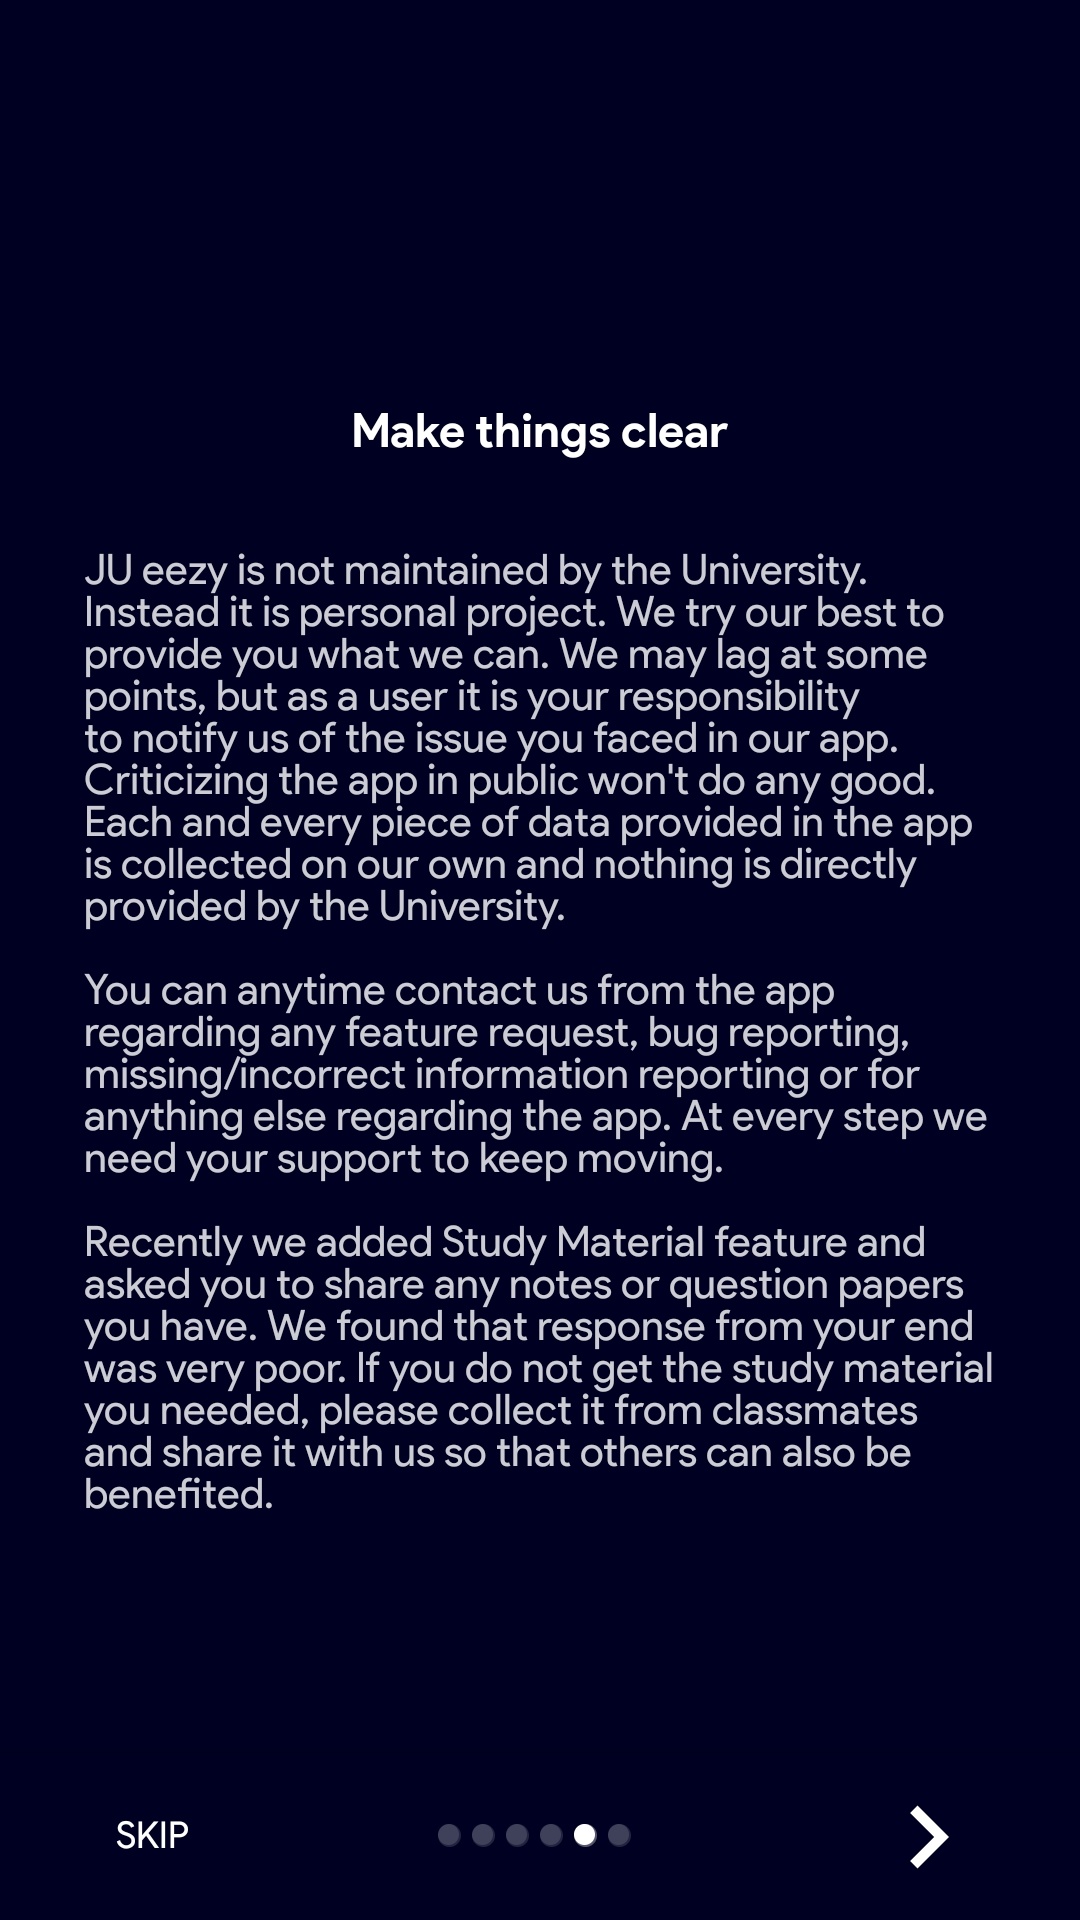 Make things clear
JU eezy is not maintained by the University.
Instead it is personal project. We try our best to
provide you what we can. We may lag at some
points, but as a user it is your responsibility
to notify us of the issue you faced in our app.
Criticizing the app in public won't do any good.
Each and every piece of data provided in the app
is collected on our own and nothing is directly
provided by the University.
You can anytime contact us from the app
regarding any feature request, bug reporting,
missing/incorrect information reporting or for
anything else regarding the app. At every step we
need your support to keep moving.
Recently we added Study Material feature and
asked you to share any notes or question papers
you have. We found that response from your end
was very poor. If you do not get the study material
you needed, please collect it from classmates
and share it with us so that others can also be
benefited.
SKIP